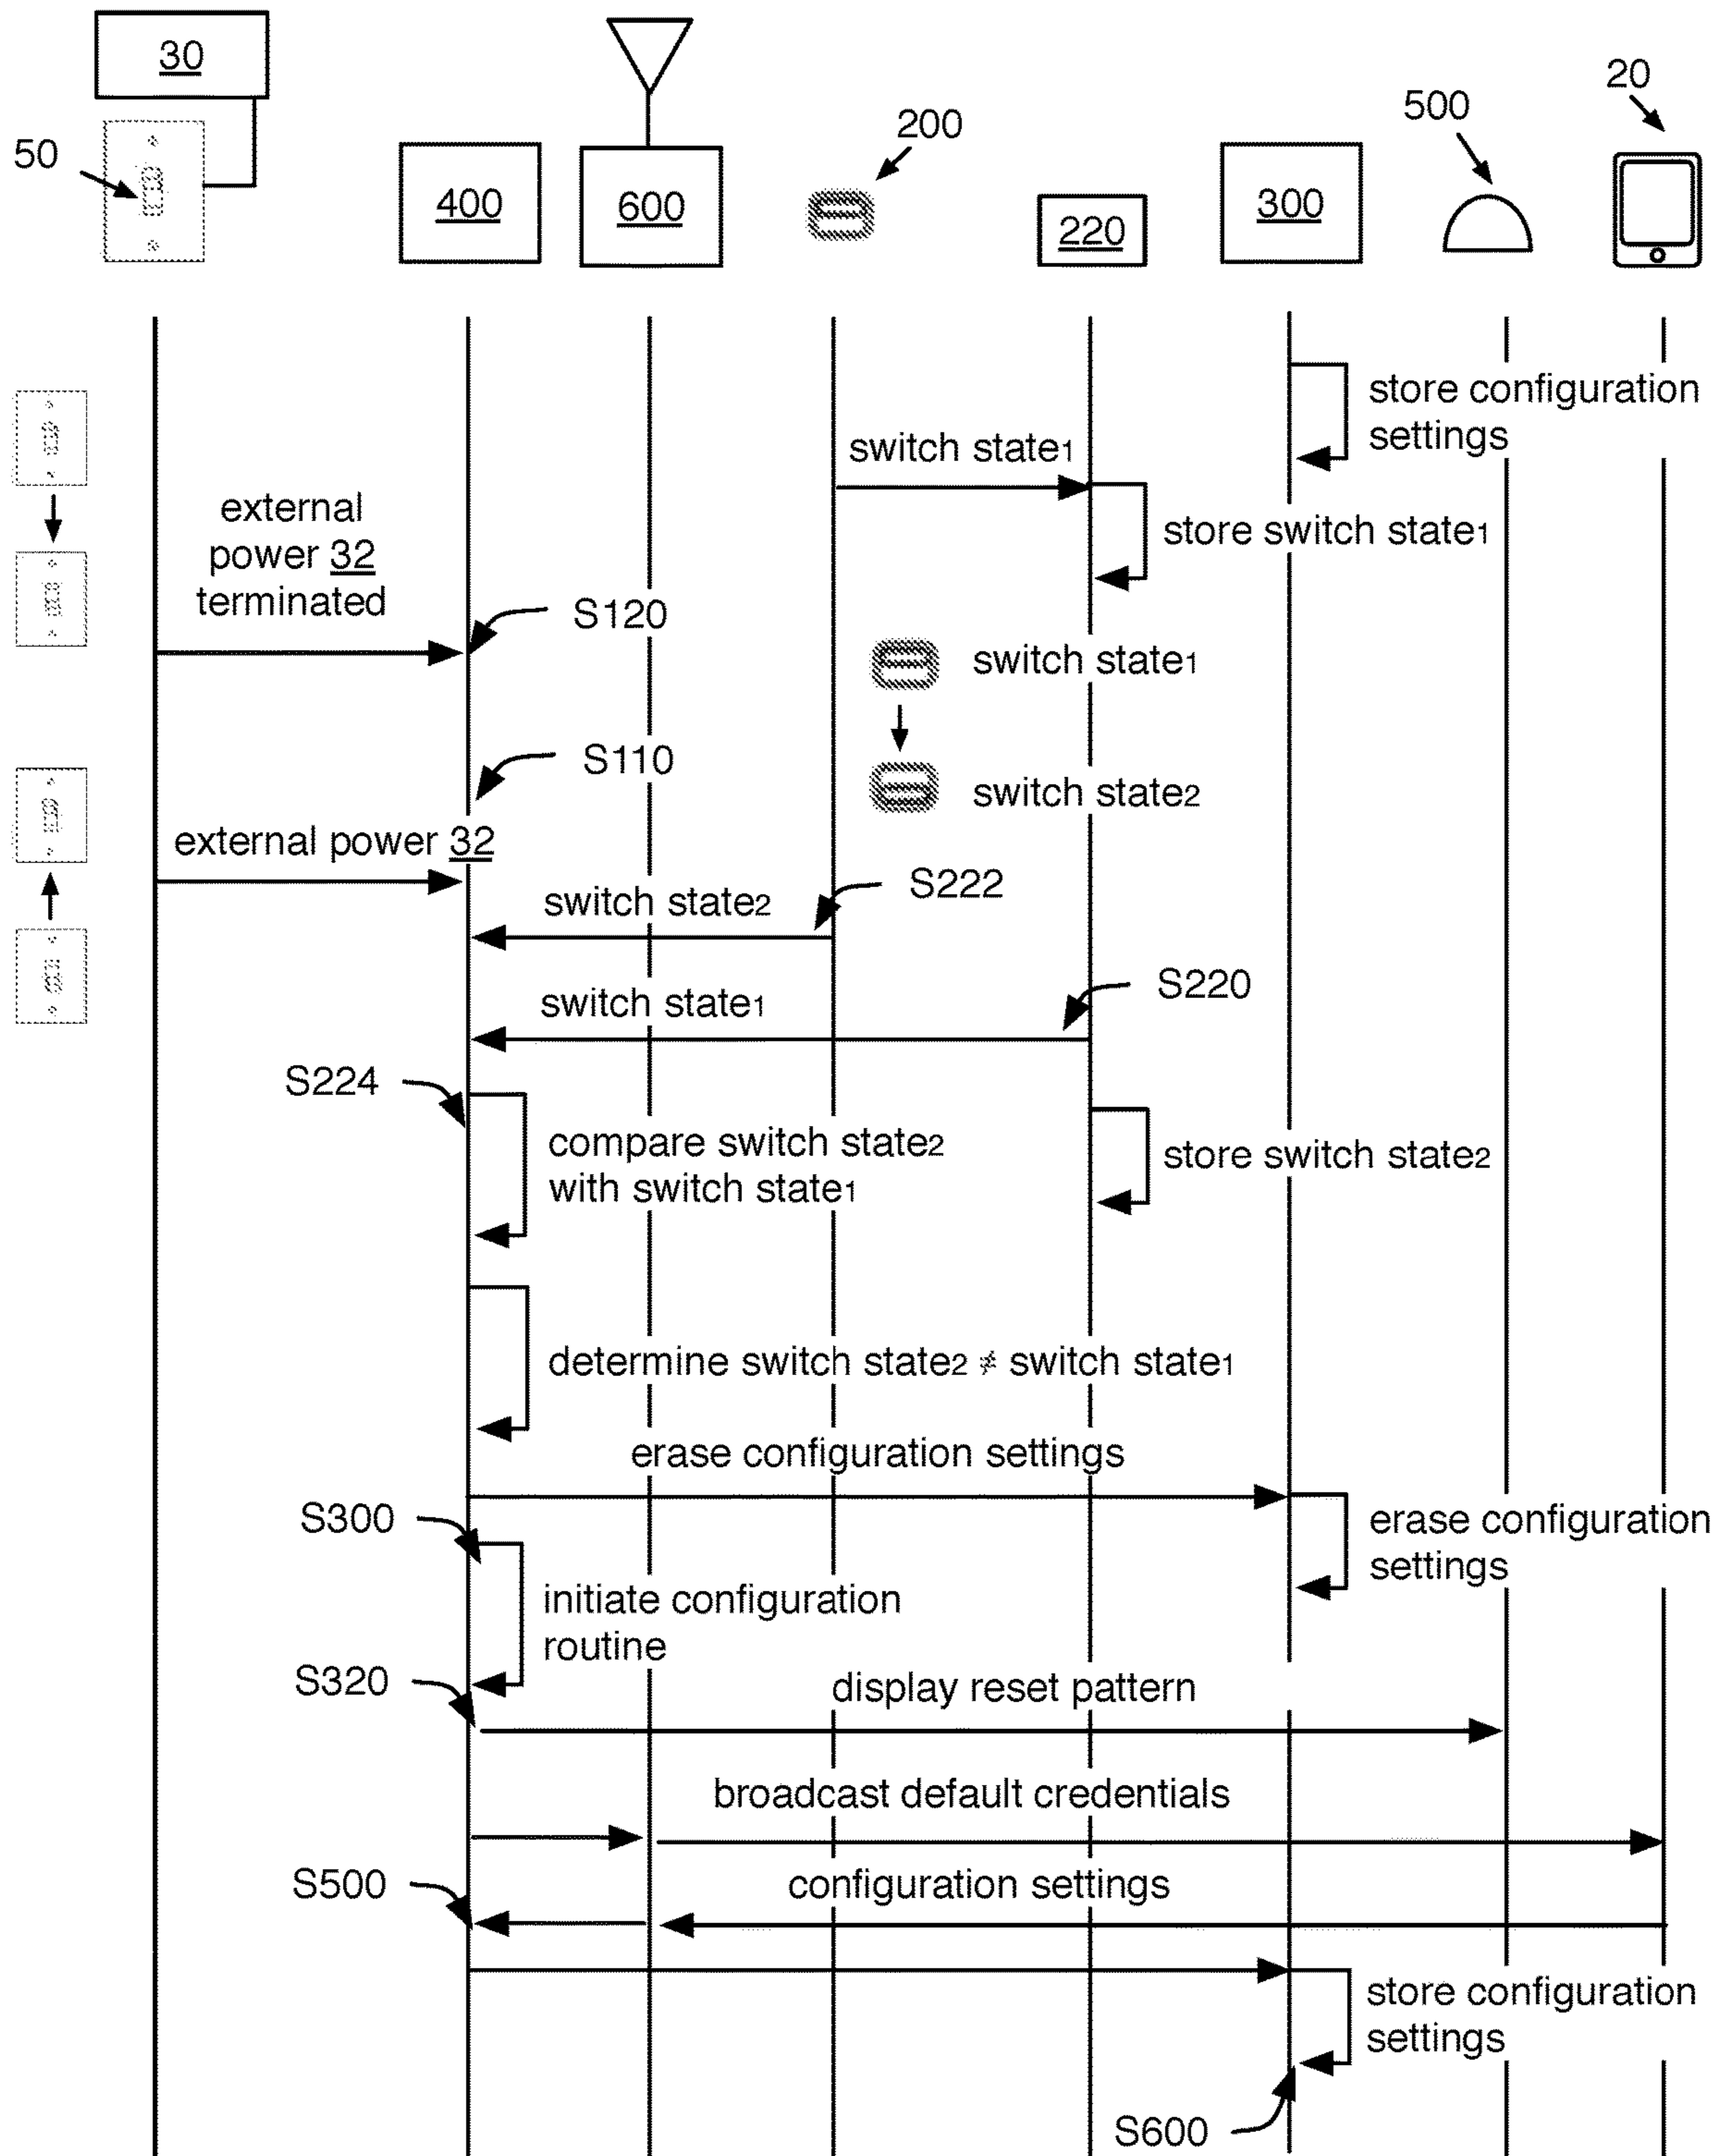 30
50
400
600
200
220
300
500
20
store configuration
settings
switch state1
store switch state1
external
power 32
terminated
S120
switch state1
S110
switch state2
external power 32
S222
switch state2
S220
switch state1
S224
compare switch state2
with switch state1
store switch state2
determine switch state2 ≠ switch state1
erase configuration settings
S300
erase configuration
settings
initiate configuration
routine
S320
display reset pattern
broadcast default credentials
S500
configuration settings
store configuration
settings
S600